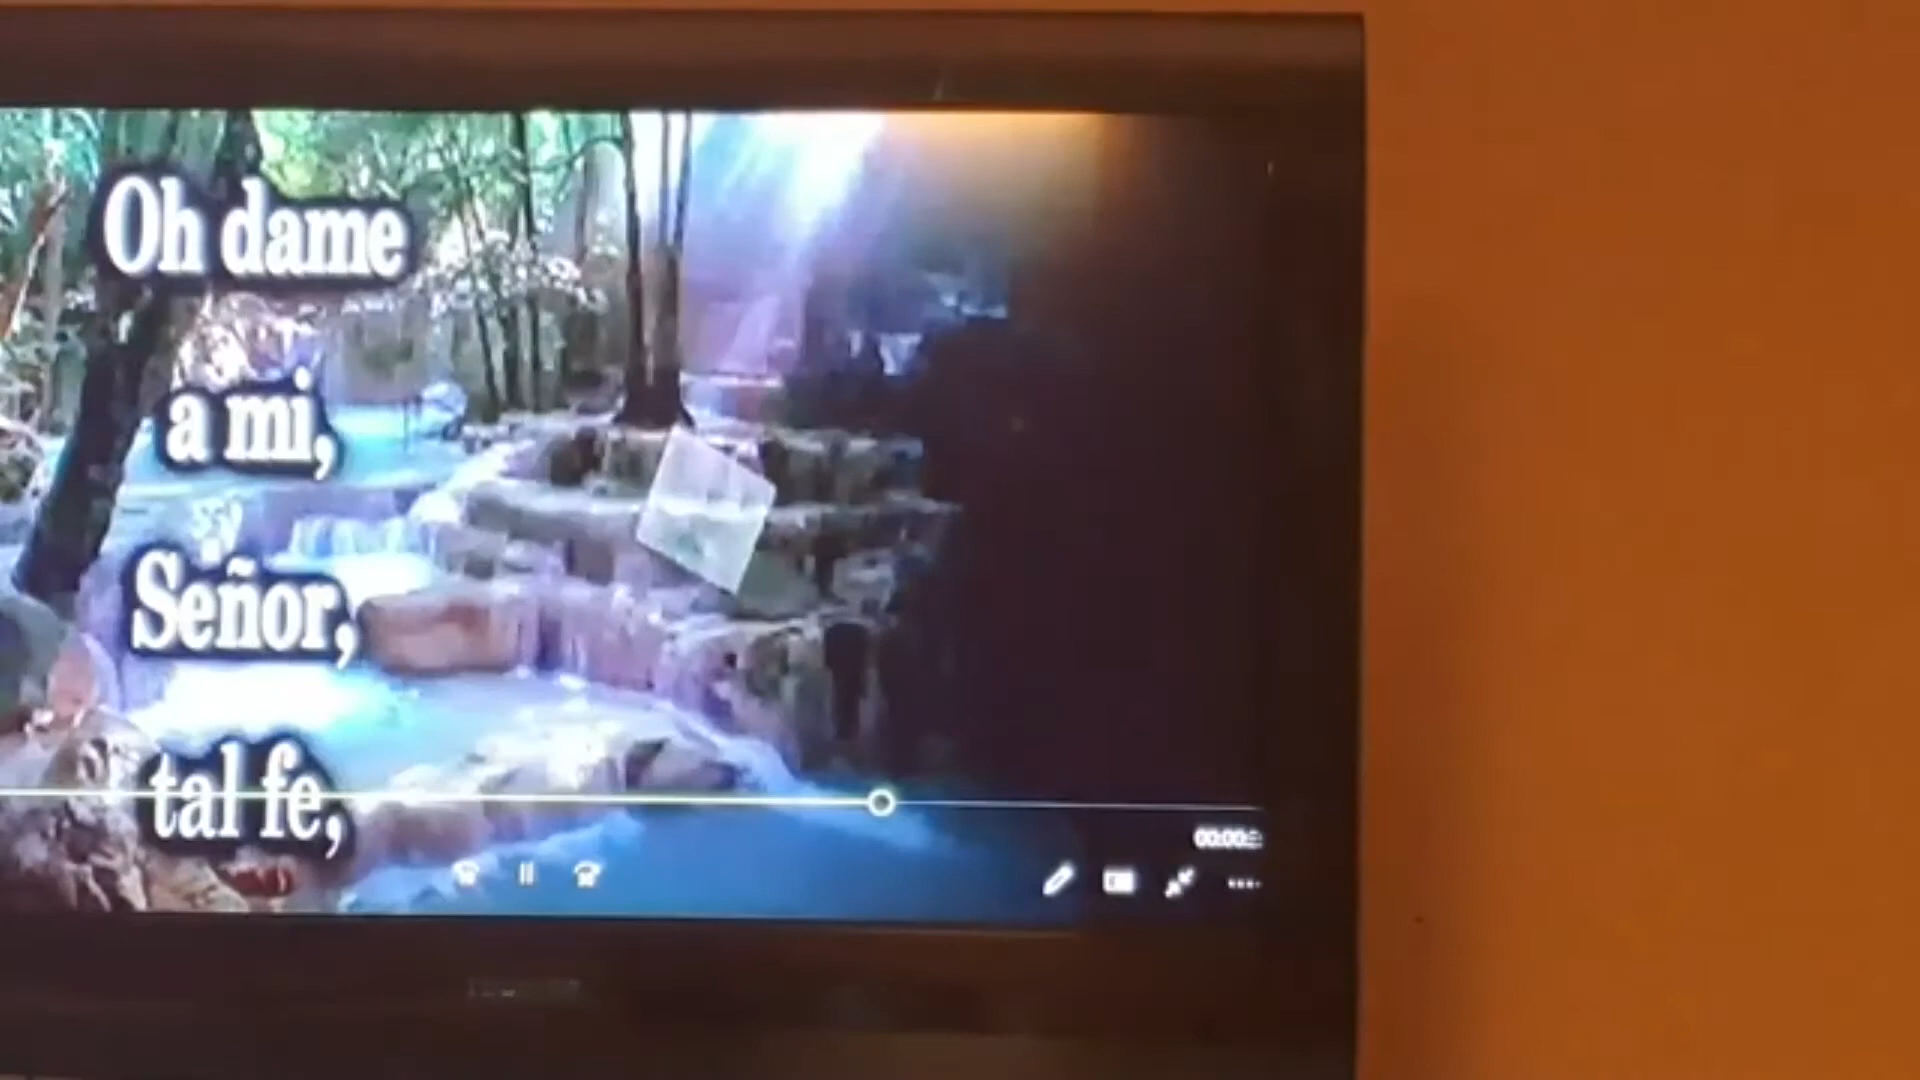 Oh dame
a mi,
Señor,
tal fe,